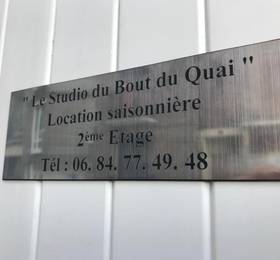 " Le Studio du Bout du Quai "
Location saisonnière
2ème Etage
Tél : 06. 84. 77. 49. 48